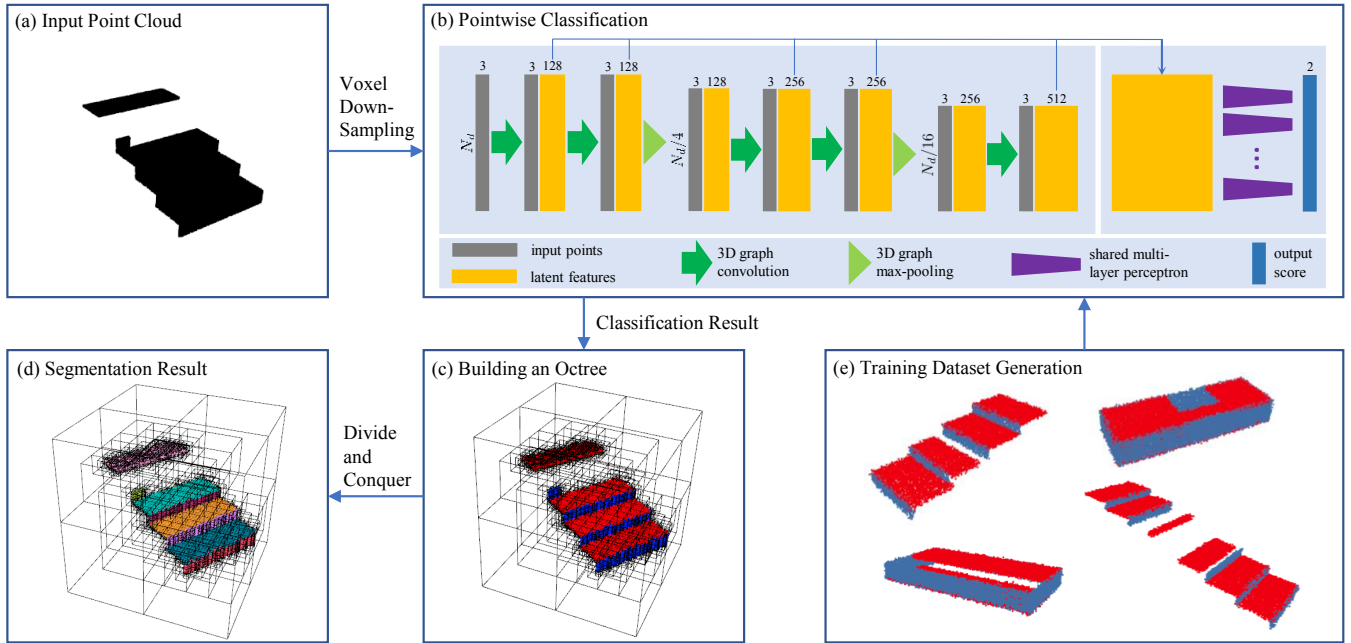 (a) Input Point Cloud
Voxel
Down-
Sampling
(b) Pointwise Classification
3
3 128
3 128
3 128
3 256
3 256
3 256
3 512
2
N_d
N_d/4
N_d/16
input points
latent features
3D graph
convolution
3D graph
max-pooling
shared multi-
layer perceptron
output
score
Classification Result
(d) Segmentation Result
Divide
and
Conquer
(c) Building an Octree
(e) Training Dataset Generation